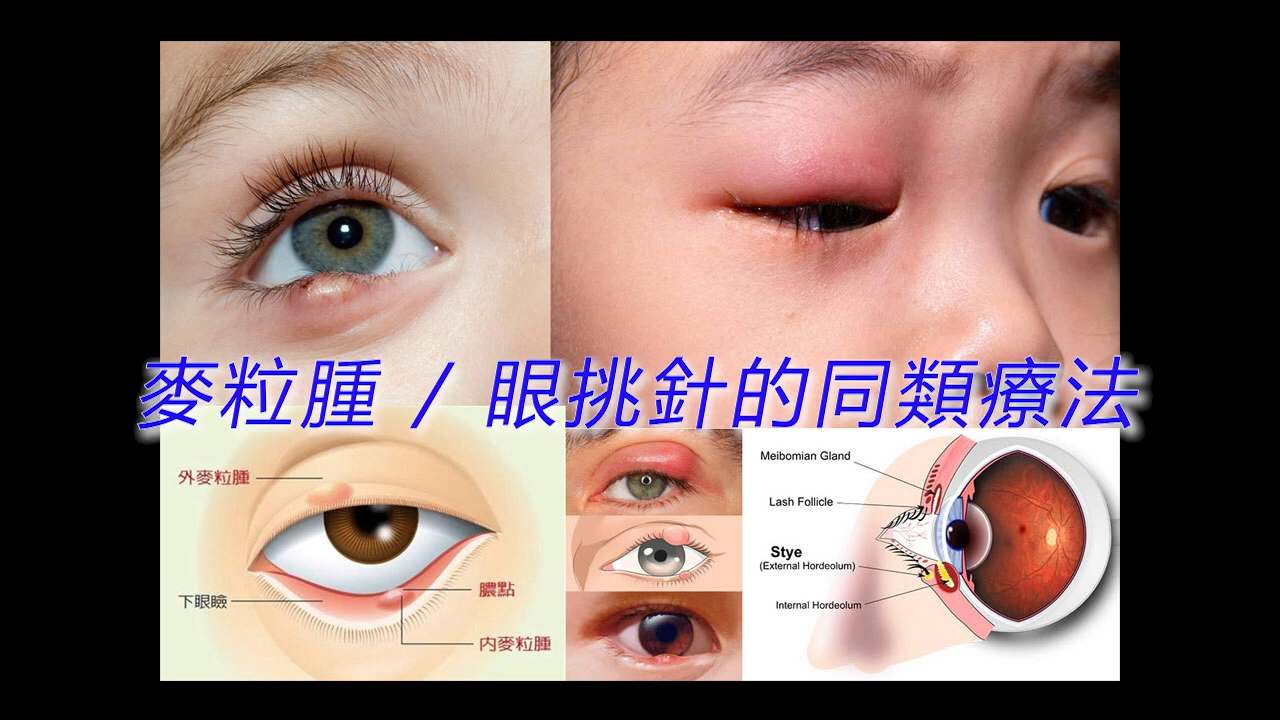 麥粒腫 / 眼挑針的同類療法
外麥粒腫
下眼瞼
膿點
内麥粒腫
Meibomian Gland
Lash Follicle
Stye
(External Hordeolum)
Internal Hordeolum